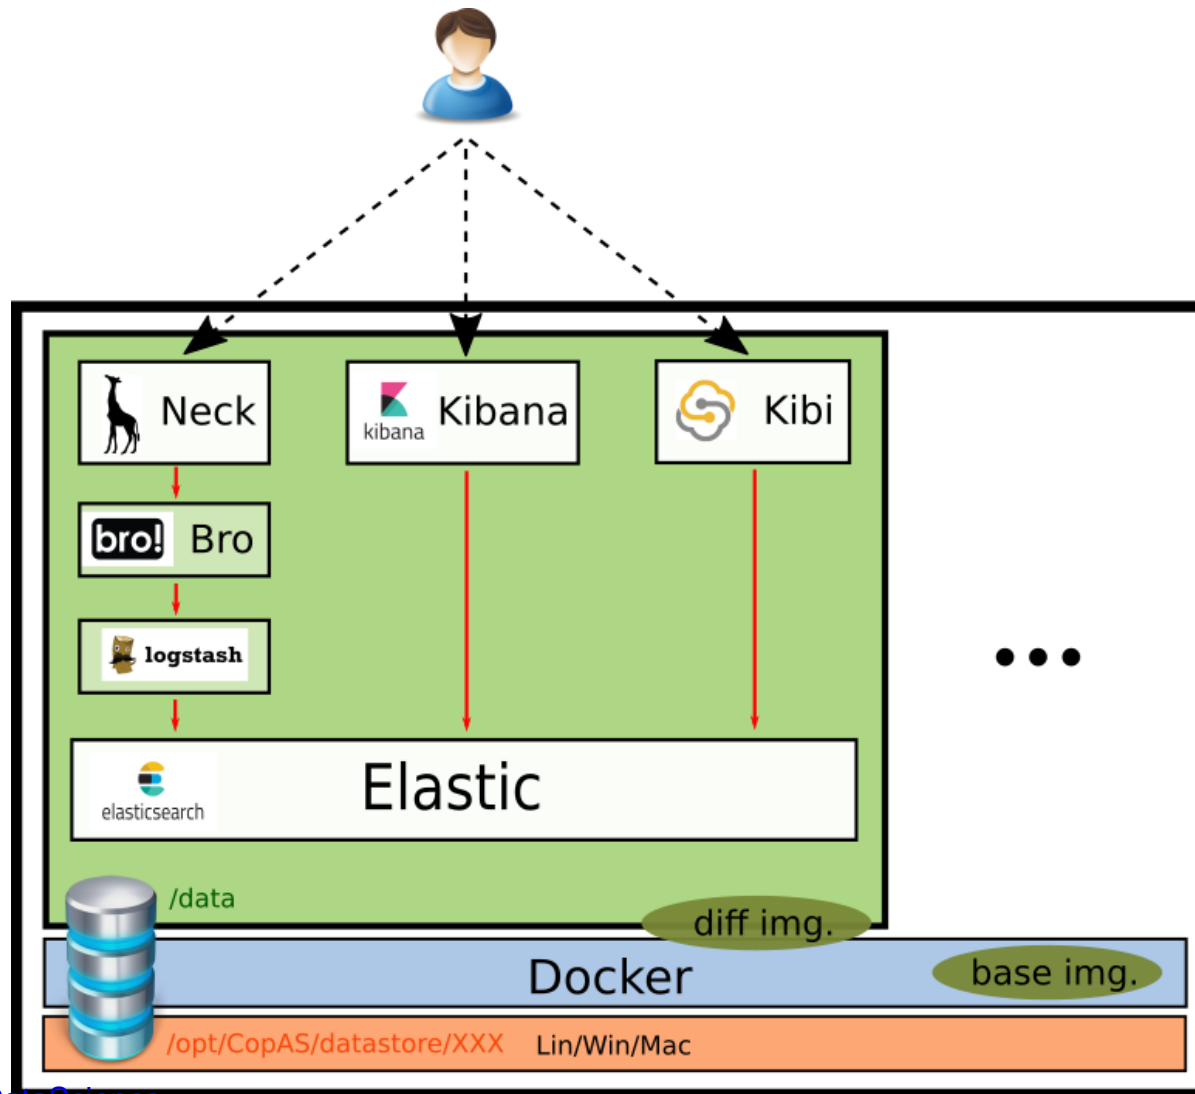 Neck
kibana
Kibana
Kibi
bro!
Bro
logstash
elasticsearch
Elastic
/data
diff img.
Docker
base img.
/opt/CopAS/datastore/XXX
Lin/Win/Mac